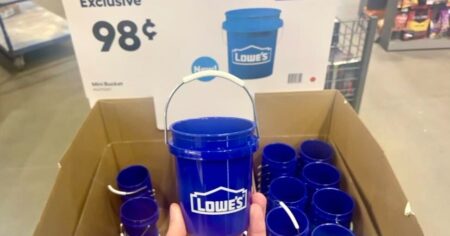 Exclusive
98¢
New!
LOWE'S
Mini Bucket
LOWE'S